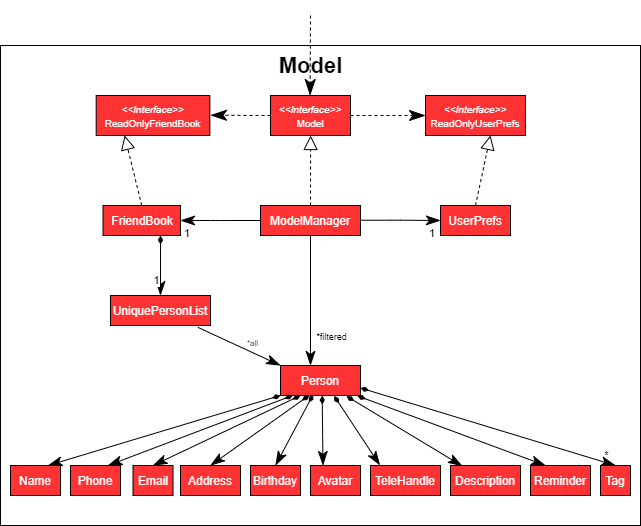 Model
<<Interface>>
ReadOnlyFriendBook
<<Interface>>
Model
<<Interface>>
ReadOnlyUserPrefs
FriendBook
1
ModelManager
1
UserPrefs
1
UniquePersonList
*all
*filtered
Person
*
Name
Phone
Email
Address
Birthday
Avatar
TeleHandle
Description
Reminder
Tag